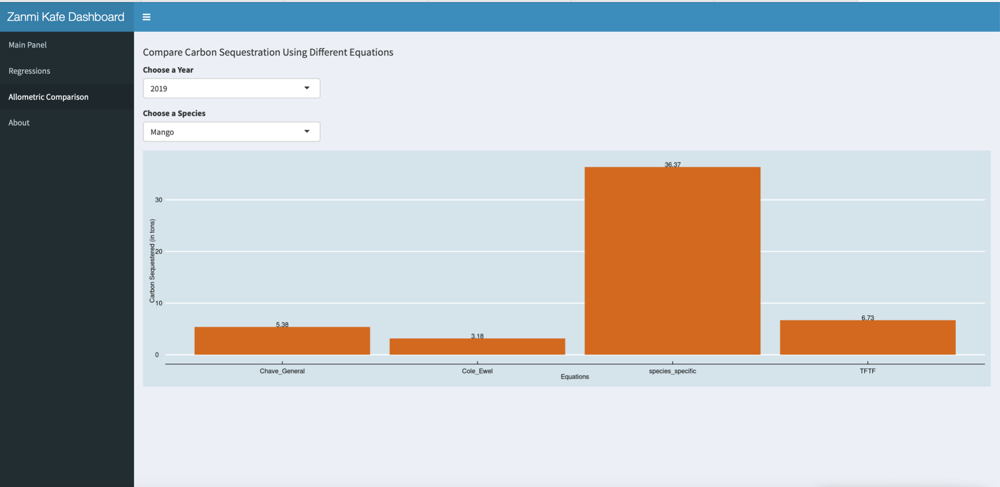 Zanmi Kafe Dashboard
Main Panel
Regressions
Allometric Comparison
About
Compare Carbon Sequestration Using Different Equations
Choose a Year
2019
Choose a Species
Mango
Carbon Sequestered (in tons)
30
20
10
0
5.38
3.18
36.37
6.73
Chave_General
Cole_Ewel
species_specific
TFTF
Equations